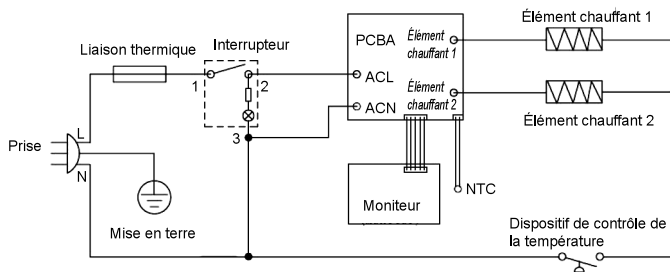 Élément chauffant 1
Liaison thermique
Interrupteur
PCBA
Élément
chauffant 1
1
2
ACL
Élément
chauffant 2
ACN
Élément chauffant 2
3
L
Prise
N
NTC
Moniteur
Mise en terre
Dispositif de contrôle de
la température